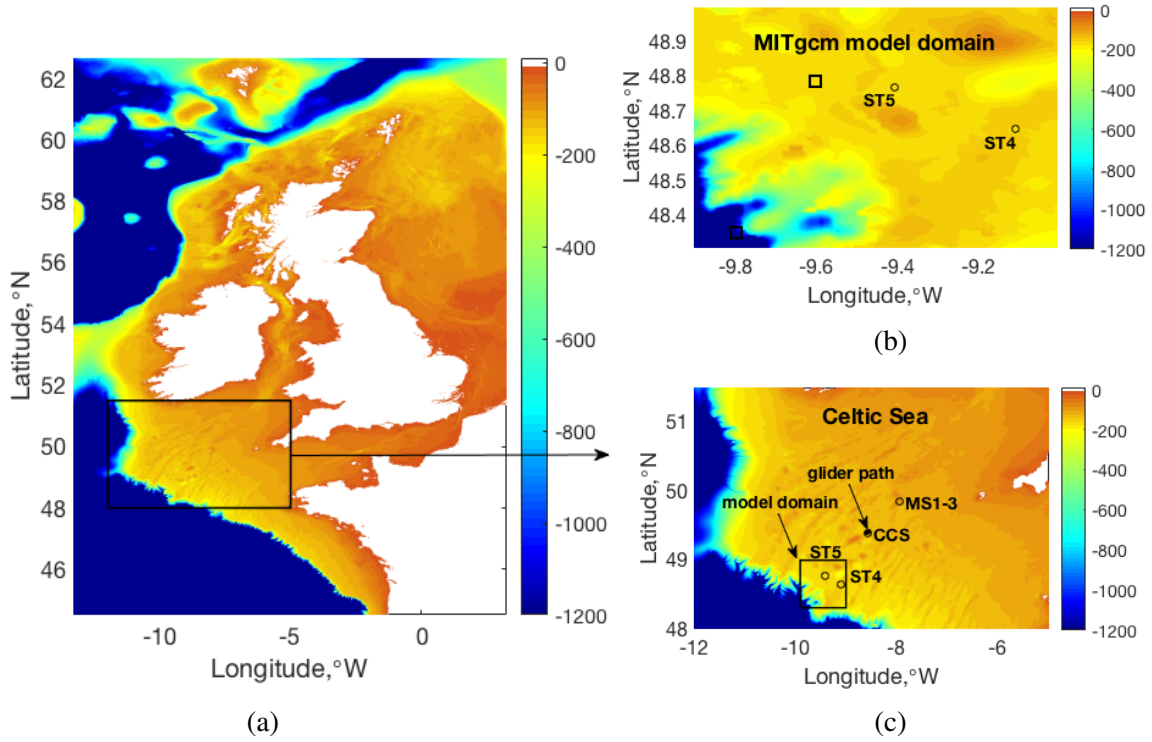 62
60
58
56
54
52
50
48
46
Latitude,°N
-10
-5
0
Longitude,°W
0
-200
-400
-600
-800
-1000
-1200
(a)
MITgcm model domain
ST5
ST4
48.9
48.8
48.7
48.6
48.5
48.4
Latitude,°N
-9.8
-9.6
-9.4
-9.2
Longitude,°W
0
-200
-400
-600
-800
-1000
-1200
(b)
Celtic Sea
glider path
model domain
MS1-3
CCS
ST5
ST4
51
50
49
48
Latitude,°N
-12
-10
-8
-6
Longitude,°W
0
-200
-400
-600
-800
-1000
-1200
(c)